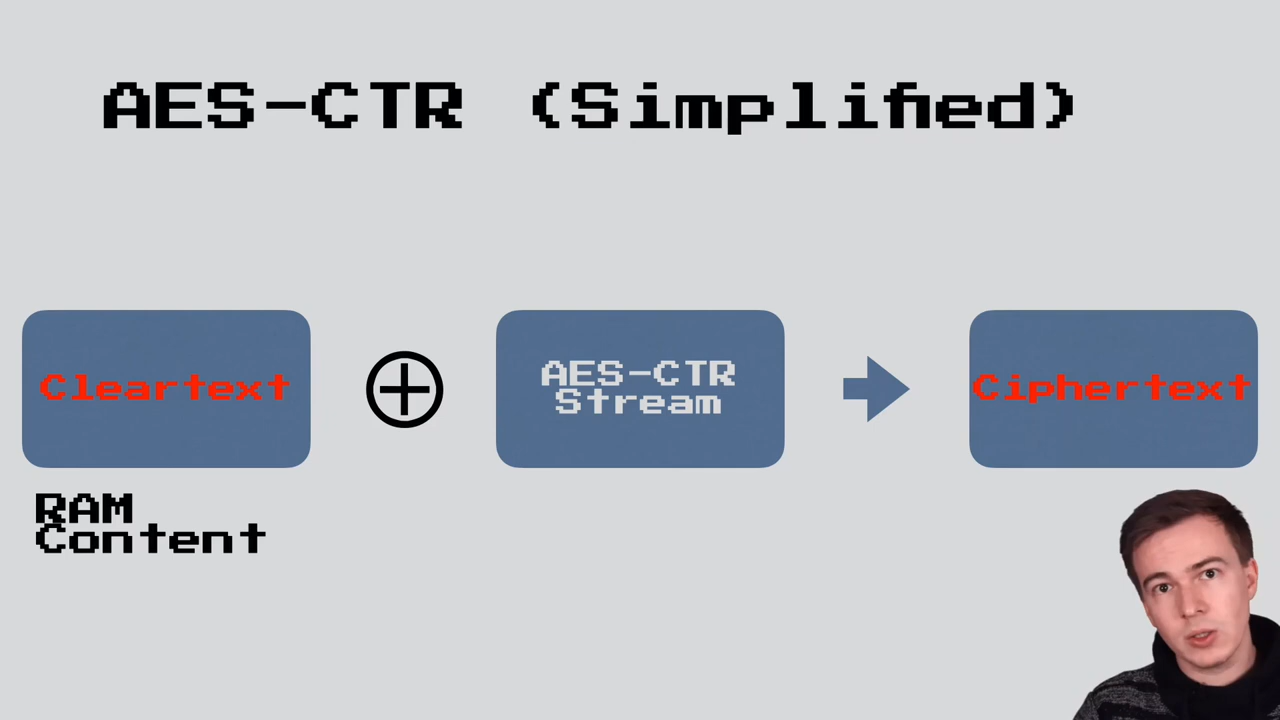 AES-CTR (Simplified)
Cleartext
AES-CTR
Stream
Ciphertext
RAM
Content